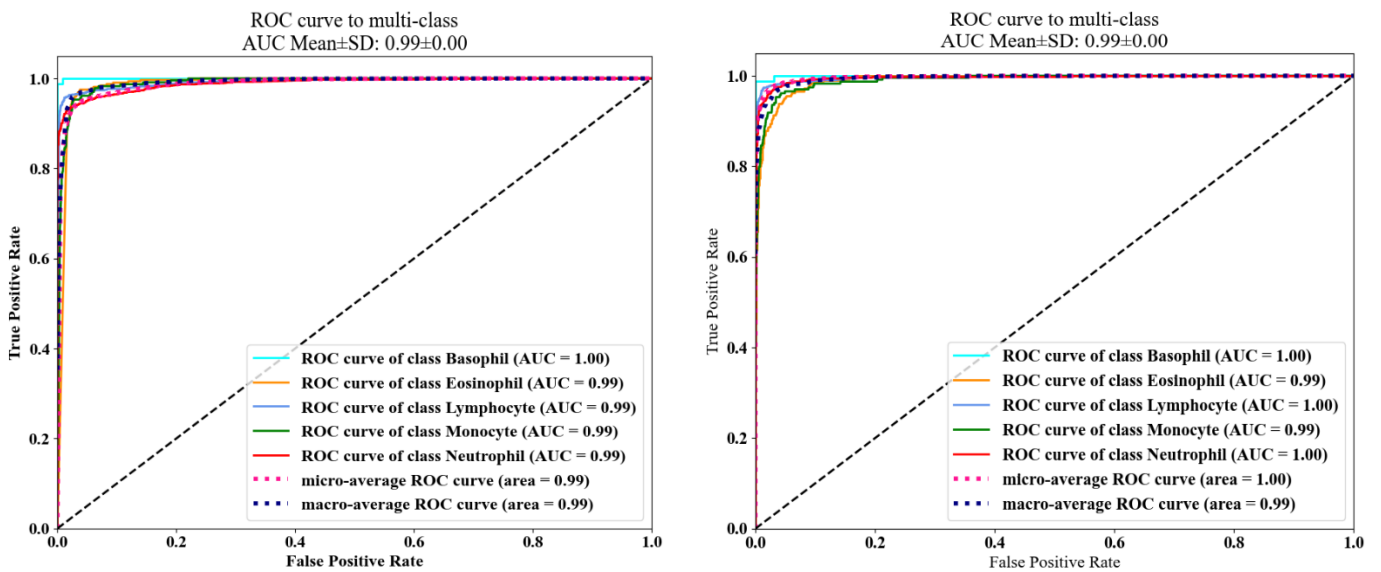 ROC curve to multi-class
AUC Mean±SD: 0.99±0.00
1.0
0.8
0.6
0.4
0.2
0.0
True Positive Rate
ROC curve of class Basophil (AUC = 1.00)
ROC curve of class Eosinophil (AUC = 0.99)
ROC curve of class Lymphocyte (AUC = 0.99)
ROC curve of class Monocyte (AUC = 0.99)
ROC curve of class Neutrophil (AUC = 0.99)
micro-average ROC curve (area = 0.99)
macro-average ROC curve (area = 0.99)
0.0 0.2 0.4 0.6 0.8 1.0
False Positive Rate
ROC curve to multi-class
AUC Mean±SD: 0.99±0.00
1.0
0.8
0.6
0.4
0.2
0.0
True Positive Rate
ROC curve of class Basophil (AUC = 1.00)
ROC curve of class Eosinophil (AUC = 0.99)
ROC curve of class Lymphocyte (AUC = 1.00)
ROC curve of class Monocyte (AUC = 0.99)
ROC curve of class Neutrophil (AUC = 1.00)
micro-average ROC curve (area = 1.00)
macro-average ROC curve (area = 0.99)
0.0 0.2 0.4 0.6 0.8 1.0
False Positive Rate